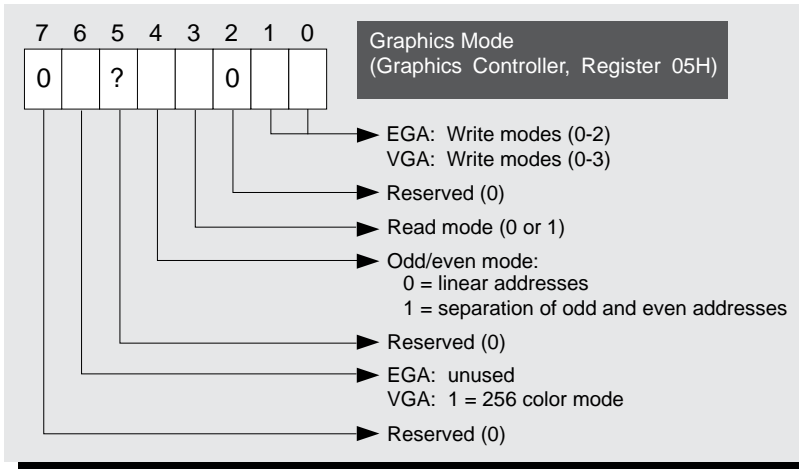 7 6 5 4 3 2 1 0
0 ? 0
Graphics Mode
(Graphics Controller, Register 05H)
EGA: Write modes (0-2)
VGA: Write modes (0-3)
Reserved (0)
Read mode (0 or 1)
Odd/even mode:
0 = linear addresses
1 = separation of odd and even addresses
Reserved (0)
EGA: unused
VGA: 1 = 256 color mode
Reserved (0)